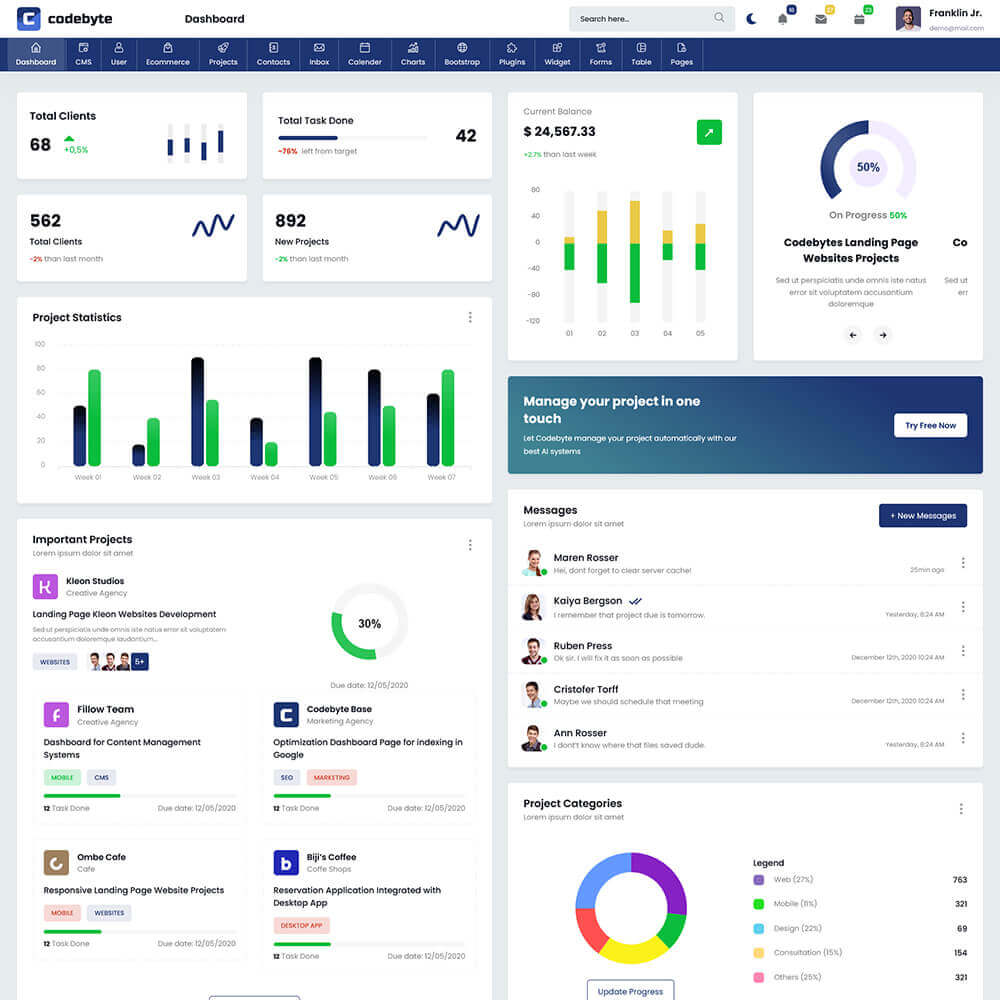 codebyte
Dashboard
Search here...
10
27
23
Franklin Jr.
demo@mail.com
Dashboard
CMS
User
Ecommerce
Projects
Contacts
Inbox
Calender
Charts
Bootstrap
Plugins
Widget
Forms
Table
Pages
Total Clients
68
+0,5%
Total Task Done
42
-76% left from target
562
Total Clients
-2% than last month
892
New Projects
-2% than last month
Current Balance
$ 24,567.33
+2.7% than last week
80
40
0
-40
-80
-120
01 02 03 04 05
50%
On Progress 50%
Codebytes Landing Page
Websites Projects
Sed ut perspiciatis unde omnis iste natus
error sit voluptatem accusantium
doloremque
Co
Sed ut
err
Project Statistics
100
80
60
40
20
0
Week 01 Week 02 Week 03 Week 04 Week 05 Week 06 Week 07
Manage your project in one
touch
Let Codebyte manage your project automatically with our
best AI systems
Try Free Now
Important Projects
Lorem ipsum dolor sit amet
K
Kleon Studios
Creative Agency
Landing Page Kleon Websites Development
Sed ut perspiciatis unde omnis iste natus error sit voluptatem
accusantium doloremque laudantium...
WEBSITES
5+
30%
Due date: 12/05/2020
Fillow Team
Creative Agency
Dashboard for Content Management
Systems
MOBILE CMS
12 Task Done Due date: 12/05/2020
Codebyte Base
Marketing Agency
Optimization Dashboard Page for indexing in
Google
SEO MARKETING
12 Task Done Due date: 12/05/2020
Ombe Cafe
Cafe
Responsive Landing Page Website Projects
MOBILE WEBSITES
12 Task Done Due date: 12/05/2020
b
Biji's Coffee
Coffe Shops
Reservation Application Integrated with
Desktop App
DESKTOP APP
12 Task Done Due date: 12/05/2020
Messages
Lorem ipsum dolor sit amet
+ New Messages
Maren Rosser
Hei, dont forget to clear server cache!
25min ago
Kaiya Bergson
I remember that project due is tomorrow.
Yesterday, 8:24 AM
Ruben Press
Ok sir. I will fix it as soon as possible
December 12th, 2020 10:24 AM
Cristofer Torff
Maybe we should schedule that meeting
December 12th, 2020 10:24 AM
Ann Rosser
I dont't know where that files saved dude.
Yesterday, 8:24 AM
Project Categories
Lorem ipsum dolor sit amet
Update Progress
Legend
Web (27%) 763
Mobile (11%) 321
Design (22%) 69
Consultation (15%) 154
Others (25%) 321